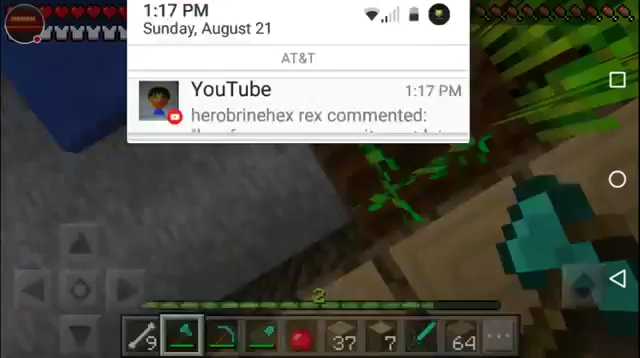 1:17 PM
Sunday, August 21
AT&T
YouTube 1:17 PM
herobrinehex rex commented:
2
9 37 7 64